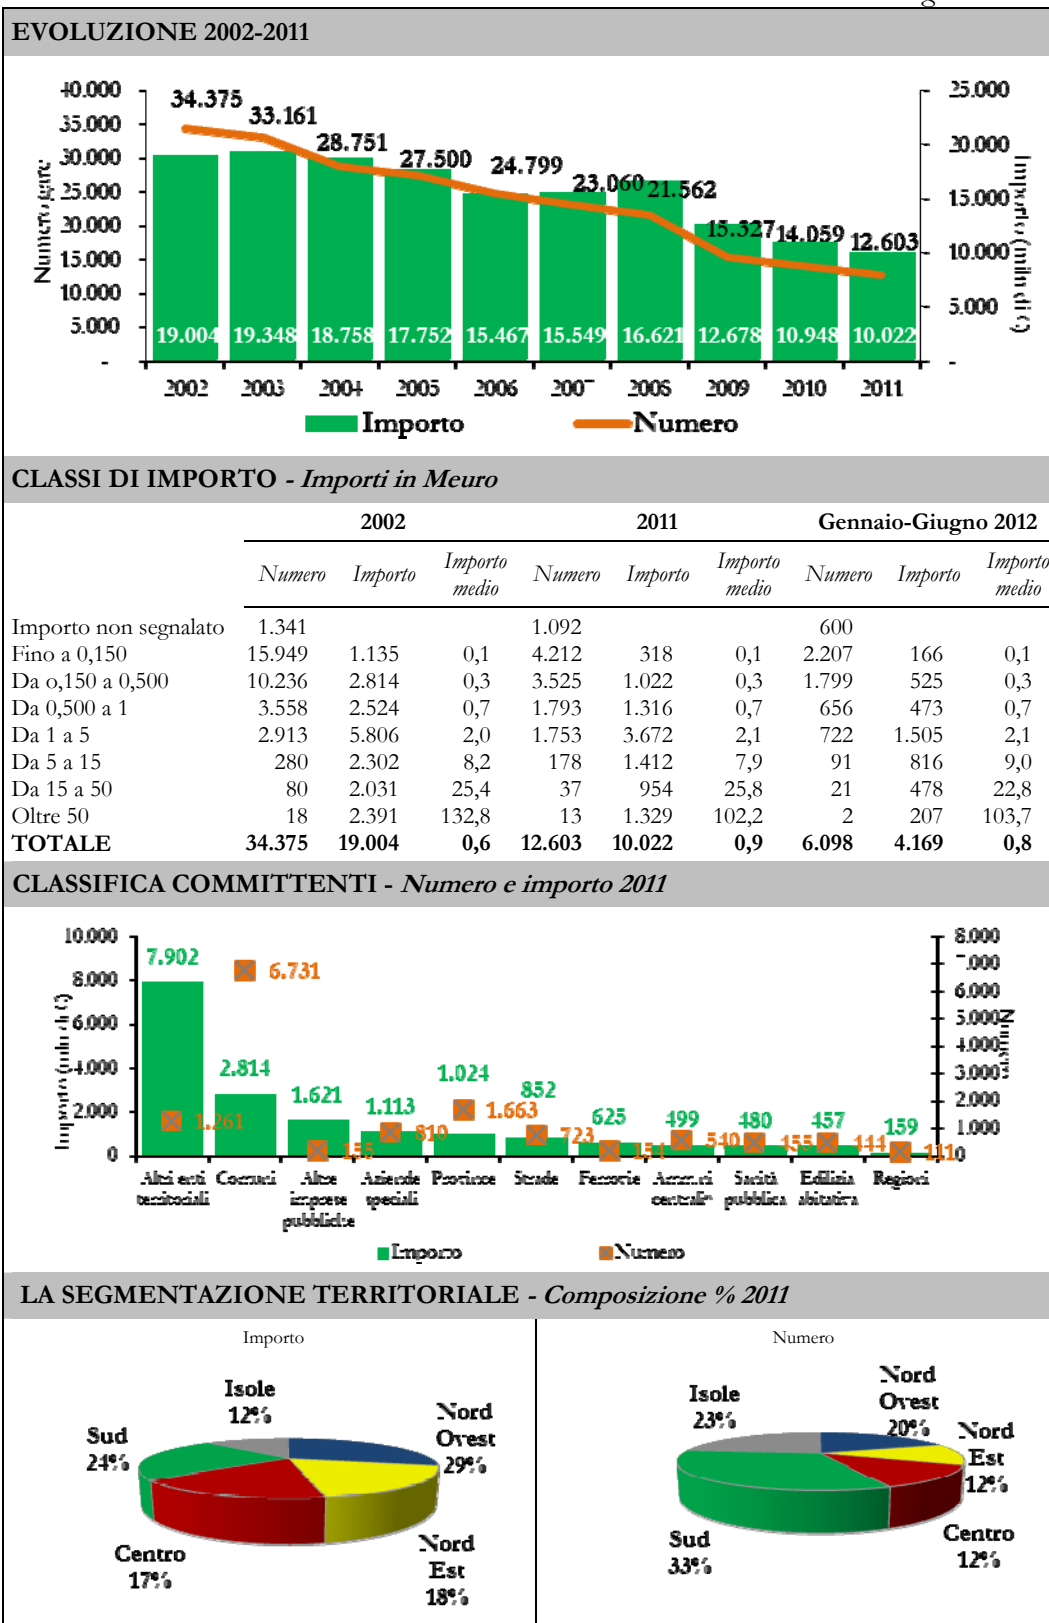 EVOLUZIONE 2002-2011
40.000
35.000
30.000
25.000
20.000
15.000
10.000
5.000
-
Numero gare
34.375
33.161
28.751
27.500
24.799
23.060
21.562
15.327
14.059
12.603
25.000
20.000
15.000
10.000
5.000
-
Importo (mln di €)
19.004 19.348 18.758 17.752 15.467 15.549 16.621 12.678 10.948 10.022
2002 2003 2004 2005 2006 2007 2008 2009 2010 2011
Importo Numero
CLASSI DI IMPORTO - Importi in Meuro
2002 2011 Gennaio-Giugno 2012
Numero Importo Importo medio Numero Importo Importo medio Numero Importo Importo medio
Importo non segnalato 1.341 1.092 600
Fino a 0,150 15.949 1.135 0,1 4.212 318 0,1 2.207 166 0,1
Da o,150 a 0,500 10.236 2.814 0,3 3.525 1.022 0,3 1.799 525 0,3
Da 0,500 a 1 3.558 2.524 0,7 1.793 1.316 0,7 656 473 0,7
Da 1 a 5 2.913 5.806 2,0 1.753 3.672 2,1 722 1.505 2,1
Da 5 a 15 280 2.302 8,2 178 1.412 7,9 91 816 9,0
Da 15 a 50 80 2.031 25,4 37 954 25,8 21 478 22,8
Oltre 50 18 2.391 132,8 13 1.329 102,2 2 207 103,7
TOTALE 34.375 19.004 0,6 12.603 10.022 0,9 6.098 4.169 0,8
CLASSIFICA COMMITTENTI - Numero e importo 2011
10.000
8.000
6.000
4.000
2.000
0
Importo (mln di €)
7.902 2.814 1.621 1.113 1.024 852 625 499 480 457 159
1.261 6.731 155 810 1.663 723 154 540 455 444 111
8.000
7.000
6.000
5.000
4.000
3.000
2.000
1.000
0
Numero
Altri enti territoriali
Comuni
Altre imprese pubbliche
Aziende speciali
Province
Strade
Ferrovie
Sanità pubblica
Edilizia abitativa
Regioni
Importo Numero
LA SEGMENTAZIONE TERRITORIALE - Composizione % 2011
Importo
Isole
12%
Nord
Ovest
29%
Sud
24%
Centro
17%
Nord
Est
18%
Numero
Isole
23%
Nord
Ovest
20%
Nord
Est
12%
Sud
33%
Centro
12%